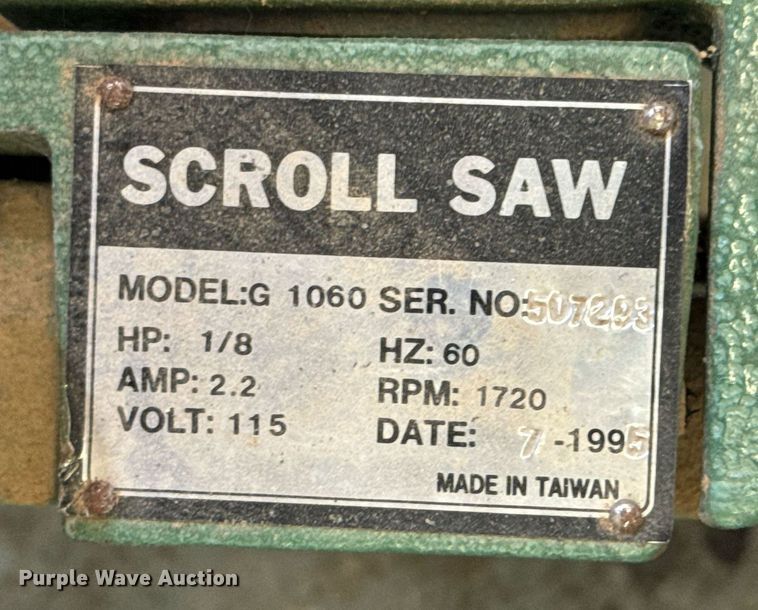 SCROLL SAW
MODEL:G 1060 SER. NO:507293
HP: 1/8 HZ: 60
AMP: 2.2 RPM: 1720
VOLT: 115 DATE: 7 -1995
MADE IN TAIWAN
Purple Wave Auction